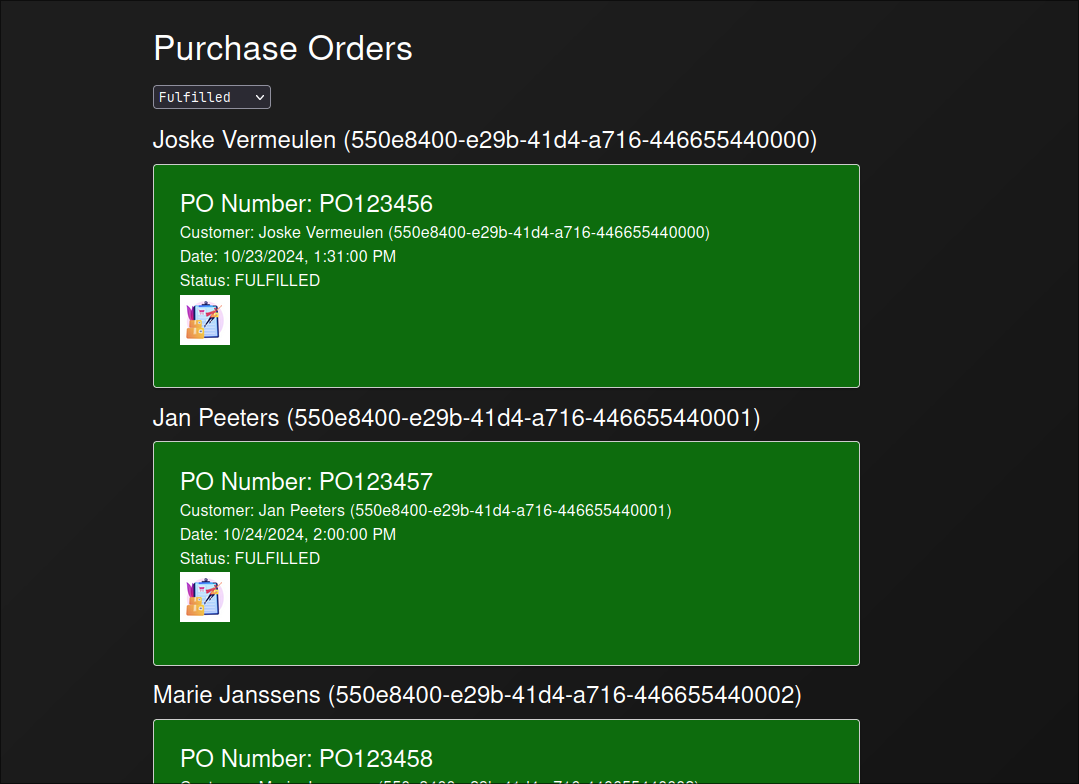 Purchase Orders
Fulfilled
Joske Vermeulen (550e8400-e29b-41d4-a716-446655440000)
PO Number: PO123456
Customer: Joske Vermeulen (550e8400-e29b-41d4-a716-446655440000)
Date: 10/23/2024, 1:31:00 PM
Status: FULFILLED
Jan Peeters (550e8400-e29b-41d4-a716-446655440001)
PO Number: PO123457
Customer: Jan Peeters (550e8400-e29b-41d4-a716-446655440001)
Date: 10/24/2024, 2:00:00 PM
Status: FULFILLED
Marie Janssens (550e8400-e29b-41d4-a716-446655440002)
PO Number: PO123458